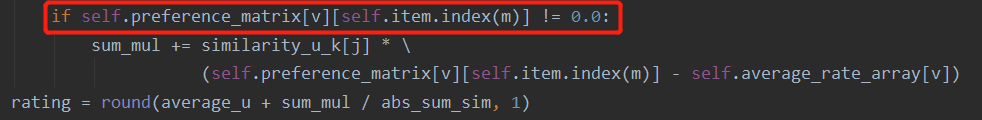 if self.preference_matrix[v][self.item.index(m)] != 0.0:
sum_mul += similarity_u_k[j] * \
(self.preference_matrix[v][self.item.index(m)] - self.average_rate_array[v])
rating = round(average_u + sum_mul / abs_sum_sim, 1)